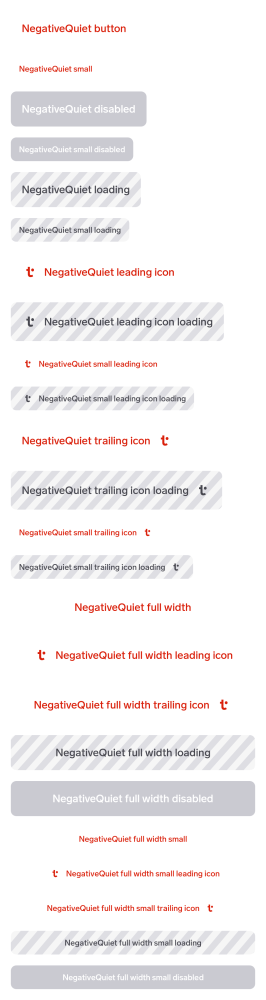 NegativeQuiet button
NegativeQuiet small
NegativeQuiet disabled
NegativeQuiet small disabled
NegativeQuiet loading
NegativeQuiet small loading
NegativeQuiet leading icon
NegativeQuiet leading icon loading
NegativeQuiet small leading icon
NegativeQuiet small leading icon loading
NegativeQuiet trailing icon
NegativeQuiet trailing icon loading
NegativeQuiet small trailing icon
NegativeQuiet small trailing icon loading
NegativeQuiet full width
NegativeQuiet full width leading icon
NegativeQuiet full width trailing icon
NegativeQuiet full width loading
NegativeQuiet full width disabled
NegativeQuiet full width small
NegativeQuiet full width small leading icon
NegativeQuiet full width small trailing icon
NegativeQuiet full width small loading
NegativeQuiet full width small disabled